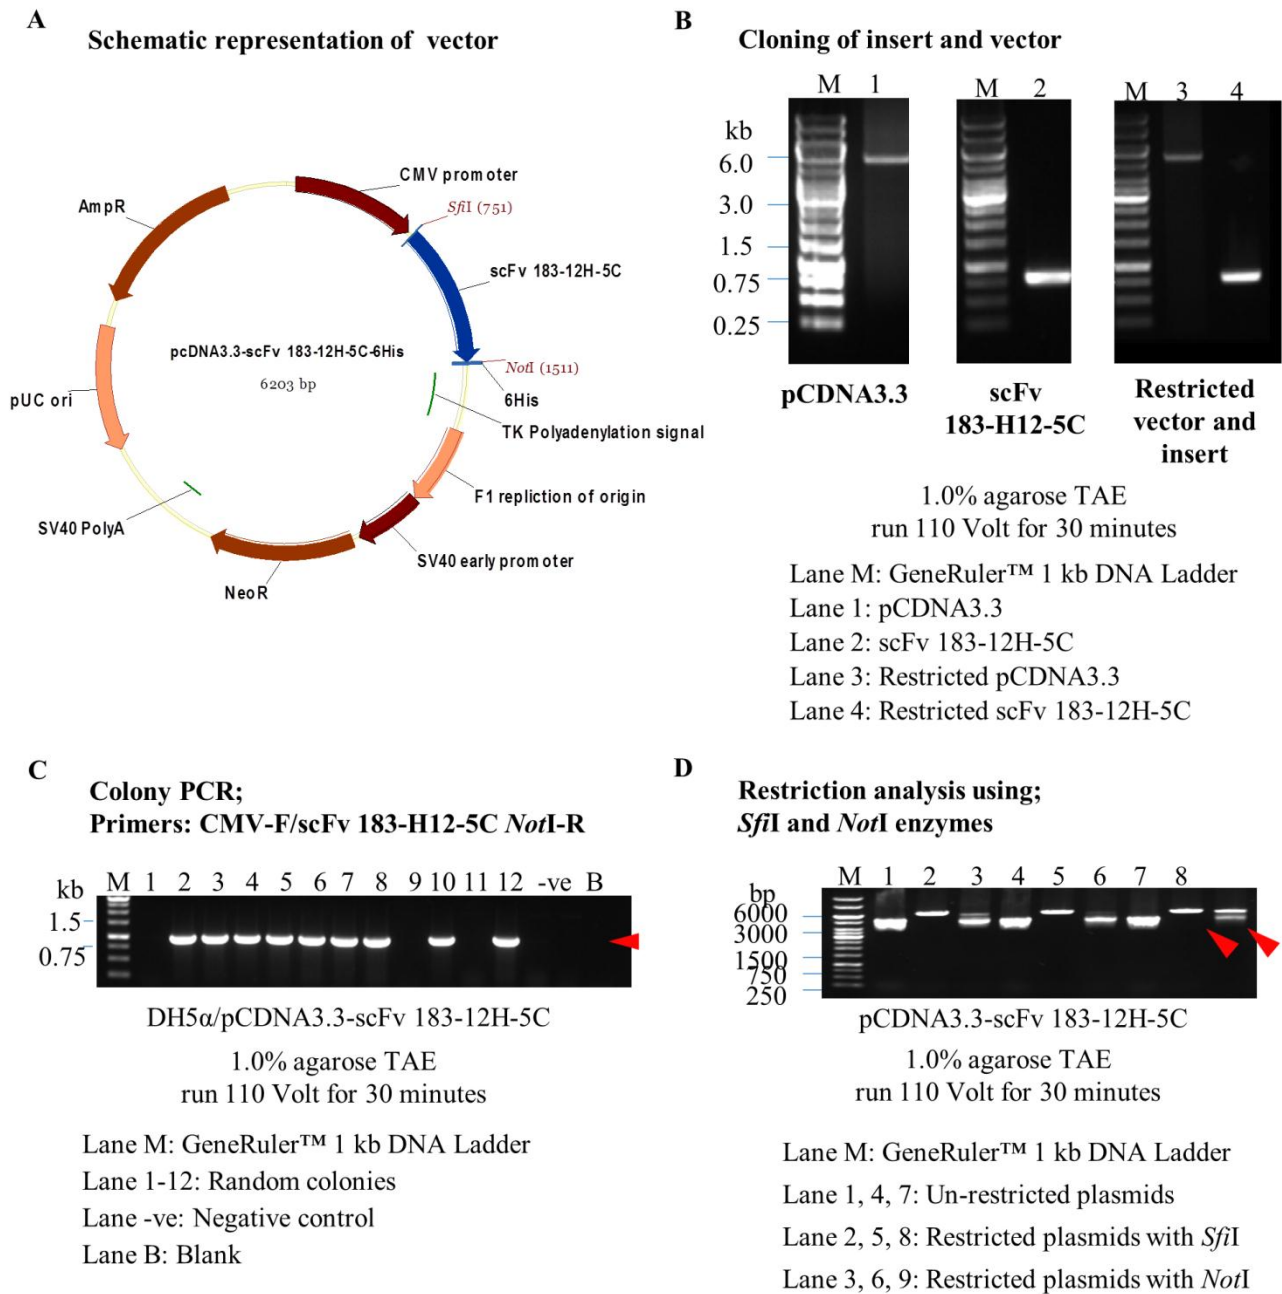 A
Schematic representation of  vector
CMV promoter
SfiI (751)
AmpR
scFv 183-12H-5C
pcDNA3.3-scFv 183-12H-5C-6His
6203 bp
NotI (1511)
6His
pUC ori
TK Polyadenylation signal
F1 repliction of origin
SV40 PolyA
SV40 early promoter
NeoR
B
Cloning of insert and vector
M 1
M 2
M 3 4
kb
6.0
3.0
1.5
0.75
0.25
pCDNA3.3
scFv
183-H12-5C
Restricted
vector and
insert
1.0% agarose TAE
run 110 Volt for 30 minutes
Lane M: GeneRuler™ 1 kb DNA Ladder
Lane 1: pCDNA3.3
Lane 2: scFv 183-12H-5C
Lane 3: Restricted pCDNA3.3
Lane 4: Restricted scFv 183-12H-5C
C
Colony PCR;
Primers: CMV-F/scFv 183-H12-5C NotI-R
kb M 1 2 3 4 5 6 7 8 9 10 11 12 -ve B
1.5
0.75
DH5α/pCDNA3.3-scFv 183-12H-5C
1.0% agarose TAE
run 110 Volt for 30 minutes
Lane M: GeneRuler™ 1 kb DNA Ladder
Lane 1-12: Random colonies
Lane -ve: Negative control
Lane B: Blank
D
Restriction analysis using;
SfiI and NotI enzymes
M 1 2 3 4 5 6 7 8
bp
6000
3000
1500
750
250
pCDNA3.3-scFv 183-12H-5C
1.0% agarose TAE
run 110 Volt for 30 minutes
Lane M: GeneRuler™ 1 kb DNA Ladder
Lane 1, 4, 7: Un-restricted plasmids
Lane 2, 5, 8: Restricted plasmids with SfiI
Lane 3, 6, 9: Restricted plasmids with NotI